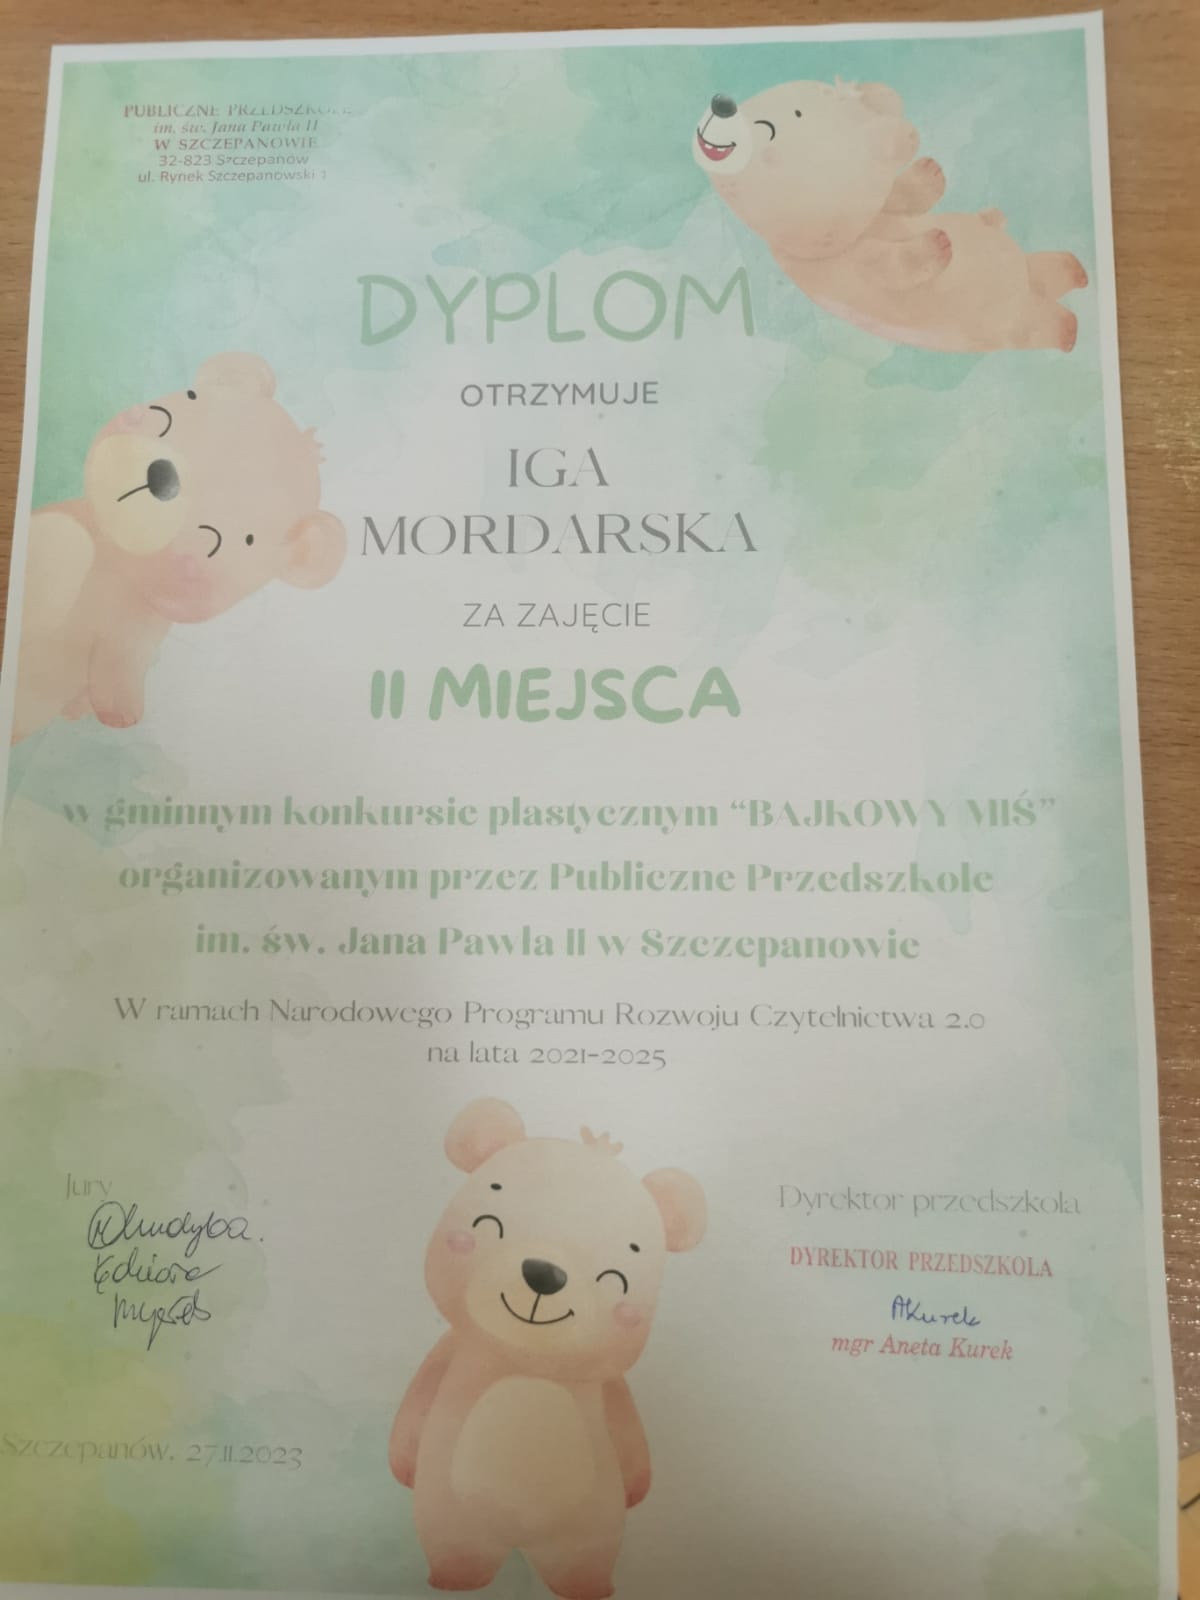 PUBLICZNE PRZEDSZKOLE
im. św. Jana Pawła II
W SZCZEPANOWIE
32-823 Szczepanów
ul. Rynek Szczepanowski 1
DYPLOM
OTRZYMUJE
IGA
MORDARSKA
ZA ZAJĘCIE
II MIEJSCA
w gminnym konkursie plastycznym “BAJKOWY MIŚ”
organizowanym przez Publiczne Przedszkole
im. św. Jana Pawła II w Szczepanowie
W ramach Narodowego Programu Rozwoju Czytelnictwa 2.0
na lata 2021-2025
Jury
Dyrektor przedszkola
DYREKTOR PRZEDSZKOLA
AKurek
mgr Aneta Kurek
Szczepanów, 27.11.2023